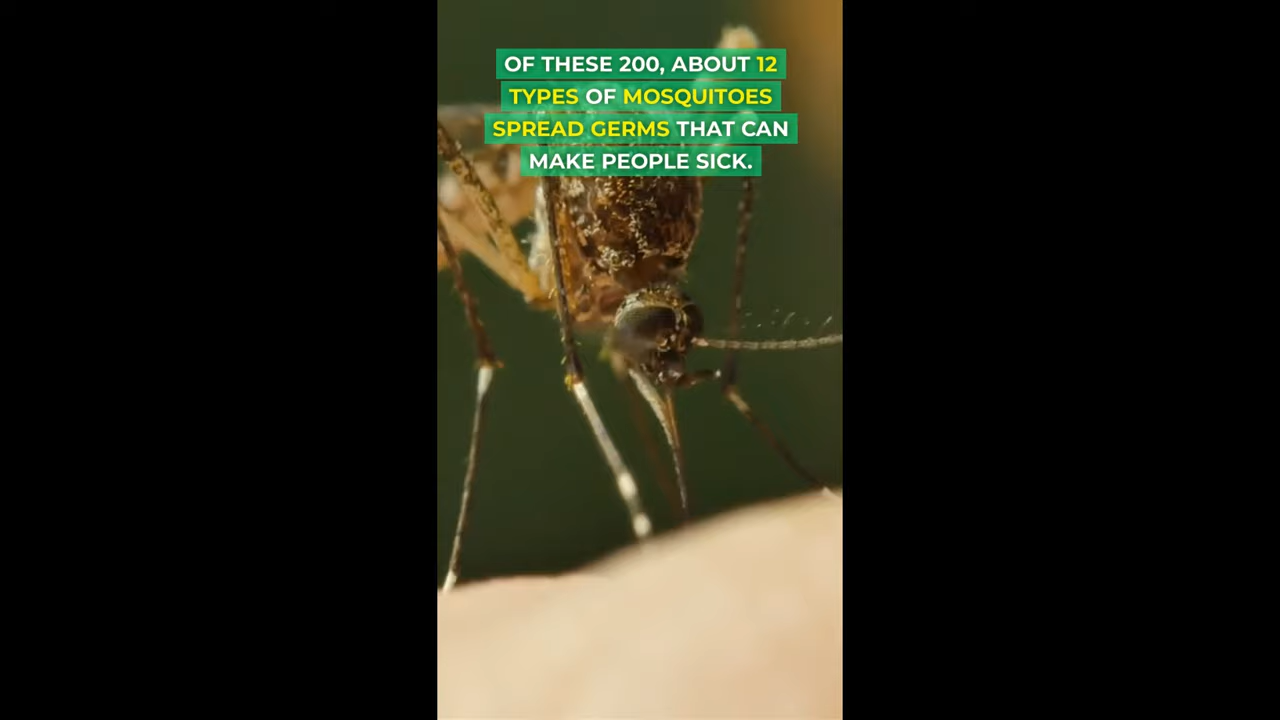 OF THESE 200, ABOUT 12
TYPES OF MOSQUITOES
SPREAD GERMS THAT CAN
MAKE PEOPLE SICK.